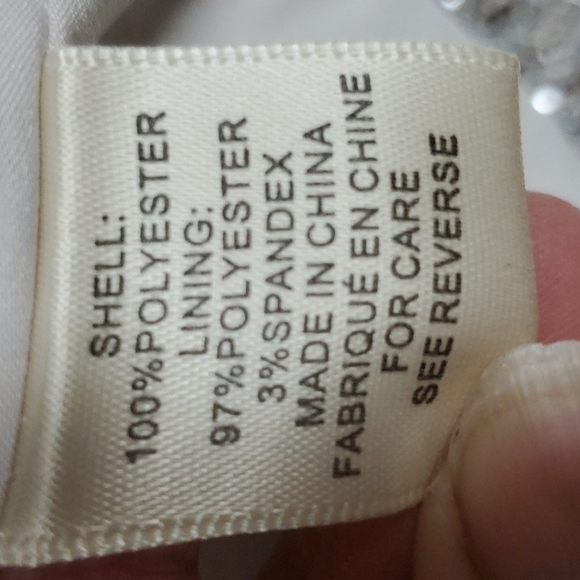 SHELL:
100%POLYESTER
LINING:
97%POLYESTER
3%SPANDEX
MADE IN CHINA
FABRIQUÉ EN CHINE
FOR CARE
SEE REVERSE